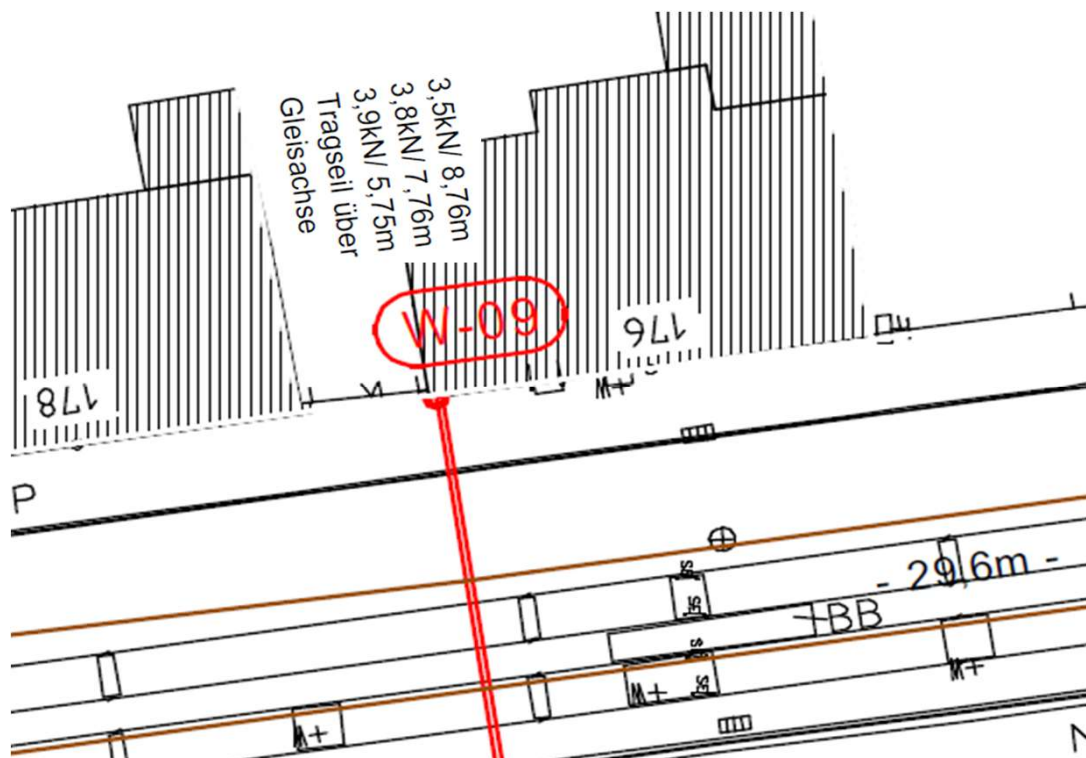 3,5kN/ 8,76m
3,8kN/ 7,76m
3,9kN/ 5,75m
Tragseil über
Gleisachse
W-09
176
178
M+
P
- 29,6m -
BB
M+
M+
M+
N